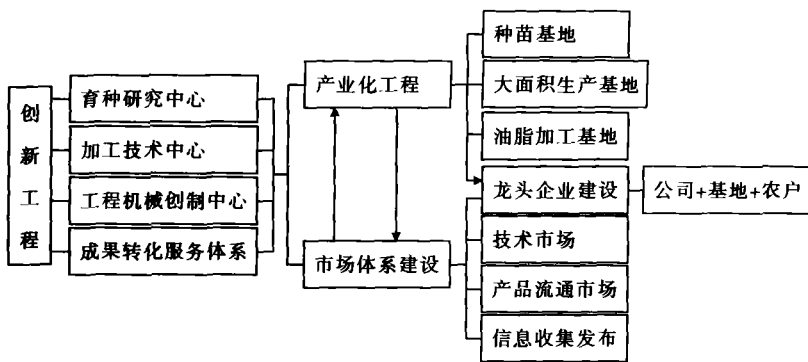 创新工程
育种研究中心
加工技术中心
工程机械创制中心
成果转化服务体系
产业化工程
市场体系建设
种苗基地
大面积生产基地
油脂加工基地
龙头企业建设
公司+基地+农户
技术市场
产品流通市场
信息收集发布